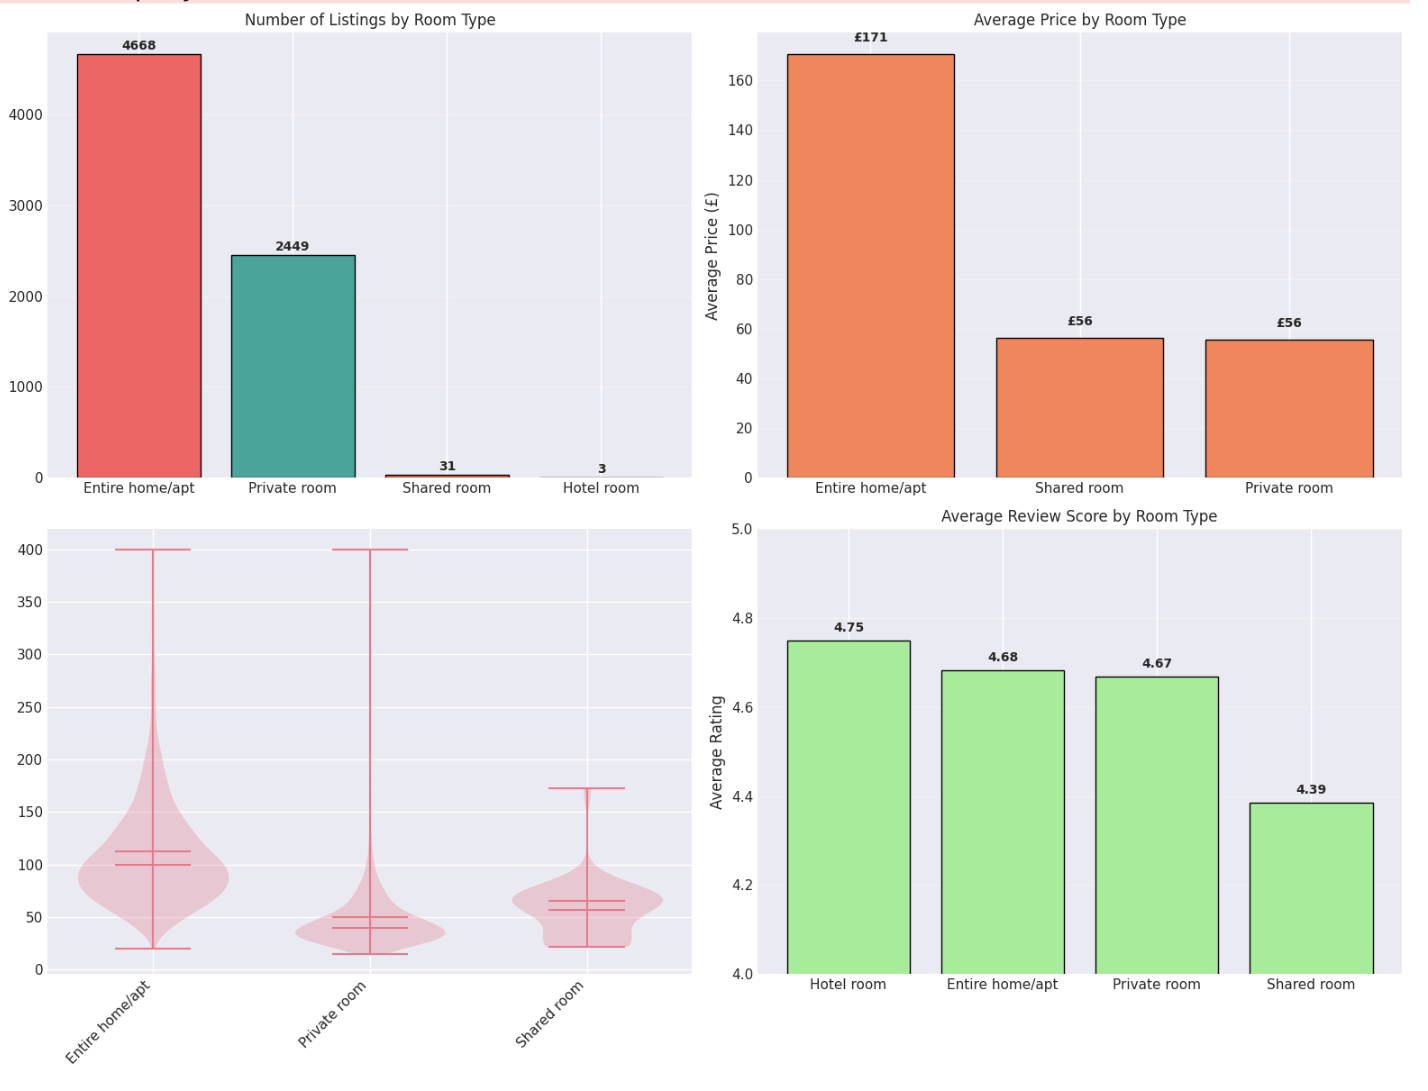 Number of Listings by Room Type
4668
2449
31
3
4000
3000
2000
1000
0
Entire home/apt
Private room
Shared room
Hotel room
Average Price by Room Type
£171
£56
£56
Average Price (£)
160
140
120
100
80
60
40
20
0
Entire home/apt
Shared room
Private room
400
350
300
250
200
150
100
50
0
Entire home/apt
Private room
Shared room
Average Review Score by Room Type
4.75
4.68
4.67
4.39
Average Rating
5.0
4.8
4.6
4.4
4.2
4.0
Hotel room
Entire home/apt
Private room
Shared room